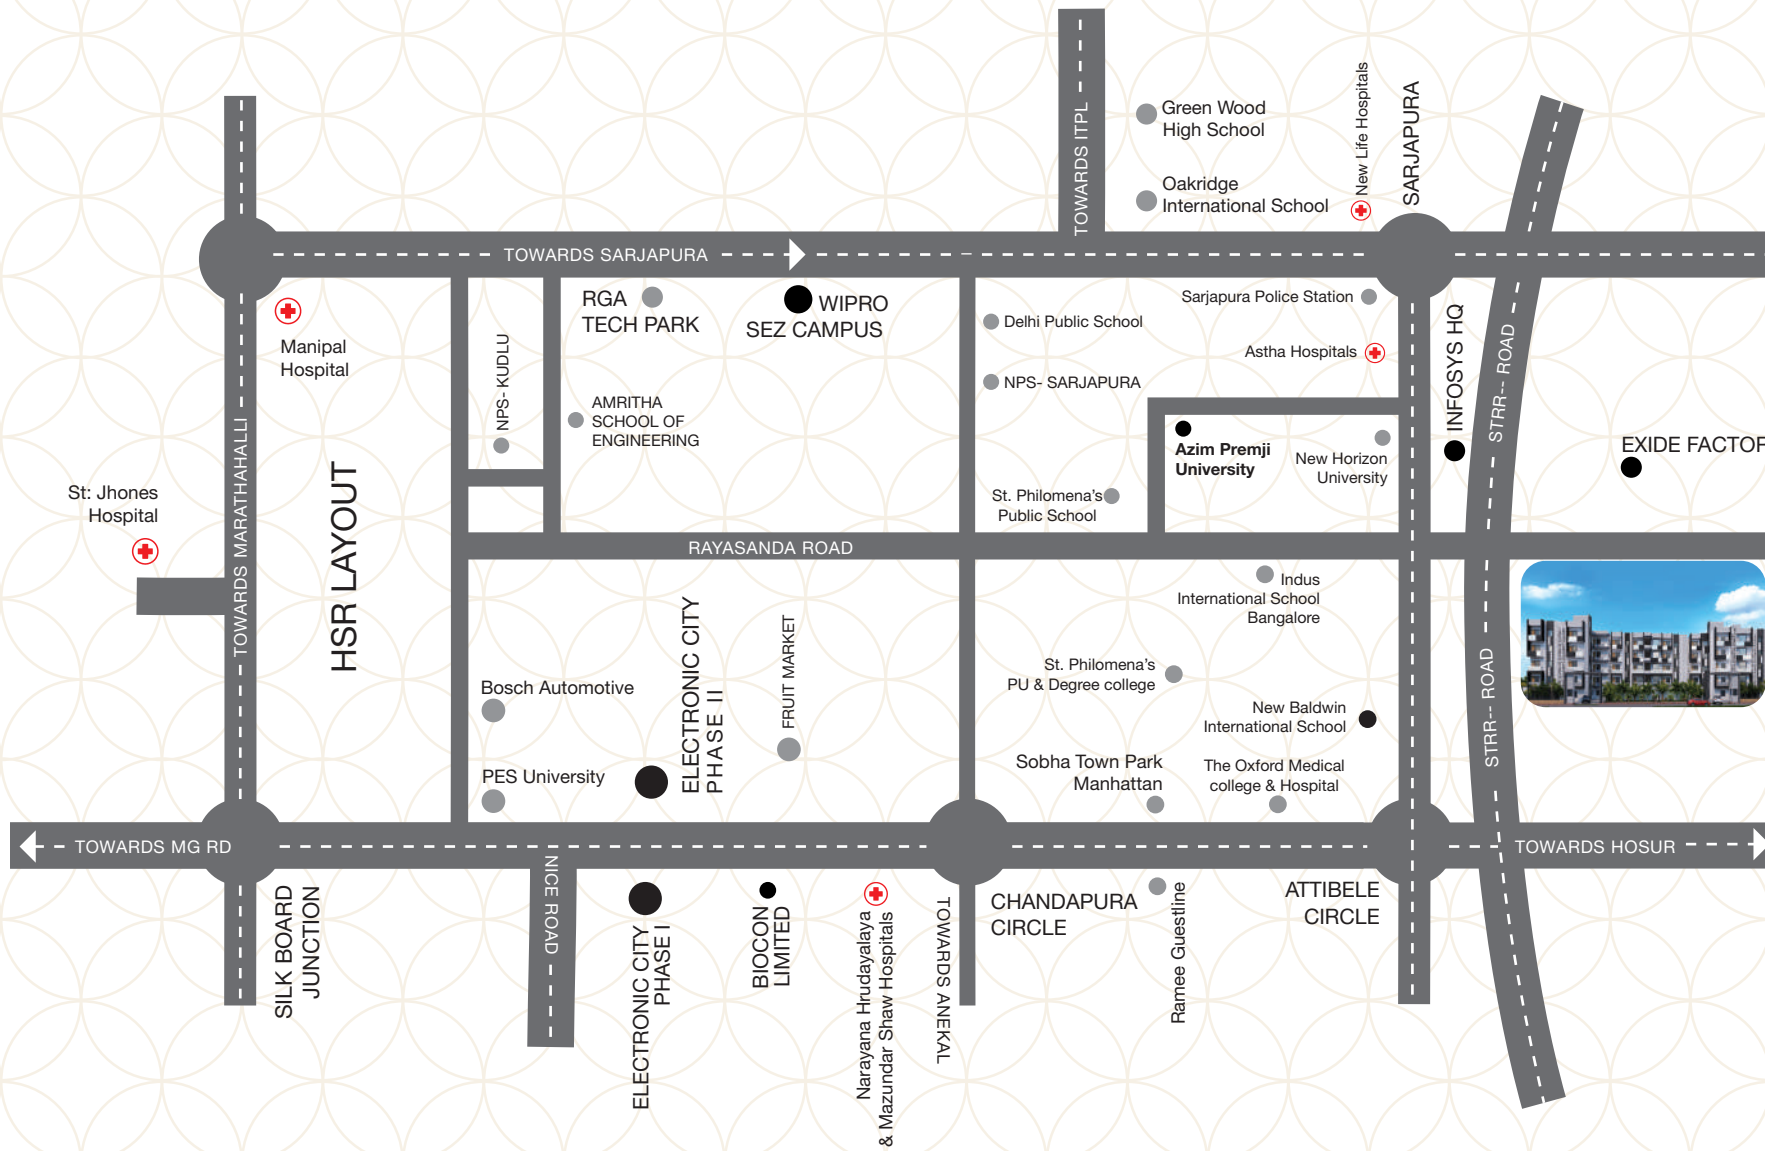 TOWARDS ITPL
Green Wood
High School
Oakridge
International School
New Life Hospitals
SARJAPURA
TOWARDS SARJAPURA
Manipal
Hospital
RGA
TECH PARK
WIPRO
SEZ CAMPUS
NPS- KUDLU
AMRITHA
SCHOOL OF
ENGINEERING
Delhi Public School
NPS- SARJAPURA
Sarjapura Police Station
Astha Hospitals
INFOSYS HQ
STRR-- ROAD
EXIDE FACTOR
Azim Premji
University
New Horizon
University
St. Philomena's
Public School
St: Jhones
Hospital
TOWARDS MARATHAHALLI
HSR LAYOUT
RAYASANDA ROAD
Indus
International School
Bangalore
St. Philomena's
PU & Degree college
New Baldwin
International School
STRR-- ROAD
Bosch Automotive
PES University
ELECTRONIC CITY
PHASE II
FRUIT MARKET
Sobha Town Park
Manhattan
The Oxford Medical
college & Hospital
TOWARDS MG RD
TOWARDS HOSUR
SILK BOARD
JUNCTION
NICE ROAD
ELECTRONIC CITY
PHASE I
BIOCON
LIMITED
Narayana Hrudayalaya
& Mazundar Shaw Hospitals
TOWARDS ANEKAL
CHANDAPURA
CIRCLE
Ramee Guestline
ATTIBELE
CIRCLE